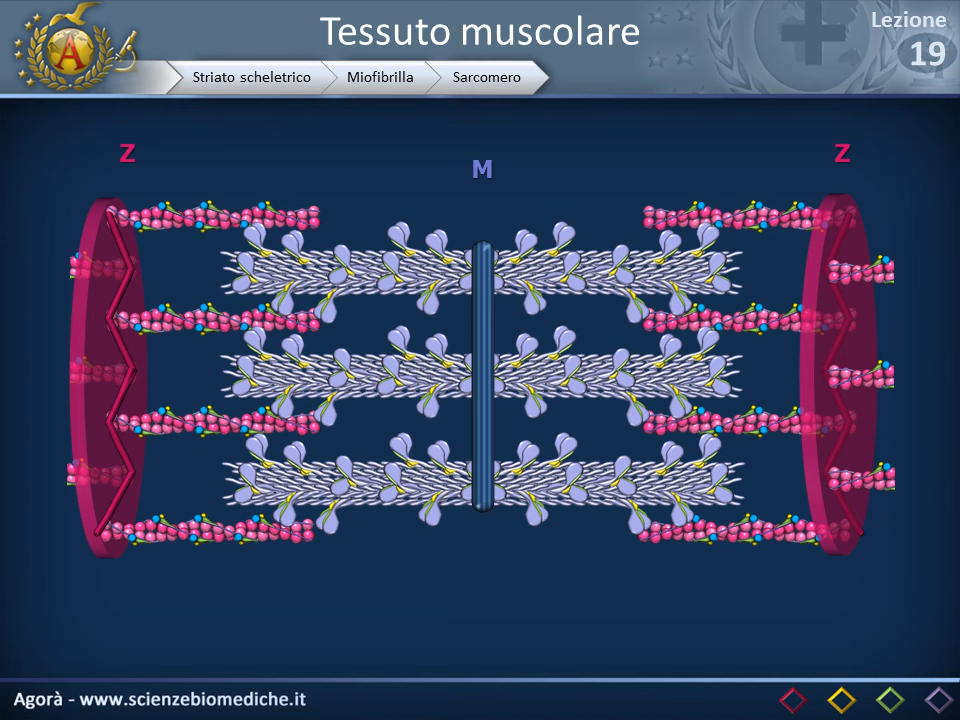 Tessuto muscolare
Lezione
19
A
Striato scheletrico Miofibrilla Sarcomero
Z M Z
Agorà - www.scienzebiomediche.it